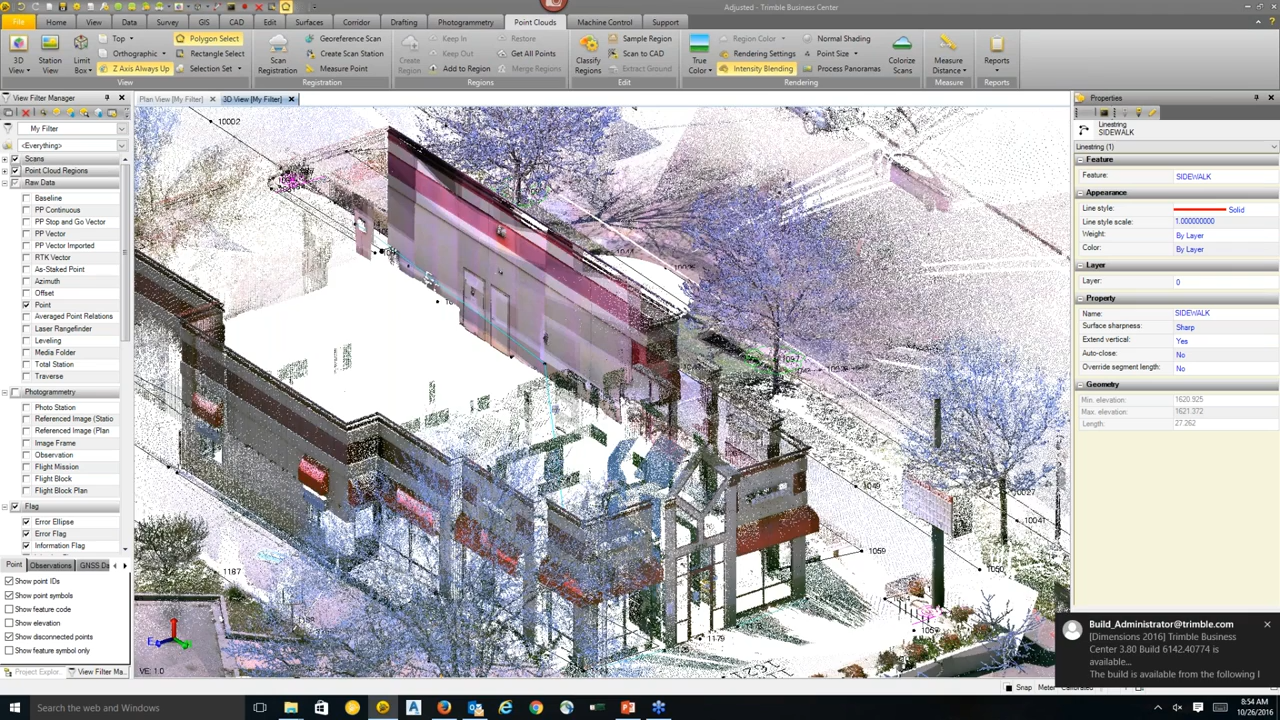 Adjusted - Trimble Business Center
File Home View Data Survey GIS CAD Edit Surfaces Corridor Drafting Photogrammetry Point Clouds Machine Control Support
Top Polygon Select Georeference Scan Keep In Restore Sample Region Region Color Normal Shading
3D View Station View Limit Box Orthographic Rectangle Select Scan Registration Create Scan Station Create Region Keep Out Get All Points Classify Regions Scan to CAD True Color Rendering Settings Point Size Colorize Scans Measure Distance Reports
Z Axis Always Up Selection Set Measure Point Add to Region Merge Regions Extract Ground Intensity Blending Process Panoramas
View Registration Regions Edit Rendering Measure Reports
View Filter Manager
Plan View [My Filter] 3D View [My Filter]
My Filter
<Everything>
Scans
Point Cloud Regions
Raw Data
Baseline
PP Continuous
PP Stop and Go Vector
PP Vector
PP Vector Imported
RTK Vector
As-Staked Point
Azimuth
Offset
Point
Averaged Point Relations
Laser Rangefinder
Leveling
Media Folder
Total Station
Traverse
Photogrammetry
Photo Station
Referenced Image (Statio
Referenced Image (Plan
Image Frame
Observation
Flight Mission
Flight Block
Flight Block Plan
Flag
Error Ellipse
Error Flag
Information Flag
Point Observations GNSS Da
Show point IDs
Show point symbols
Show feature code
Show elevation
Show disconnected points
Show feature symbol only
Project Explor... View Filter Ma...
10002
1097
1049
10027
10041
1059
1050
1187
1179
1057
E
VE: 1.0
Properties
Linestring
SIDEWALK
Linestring (1)
Feature
Feature: SIDEWALK
Appearance
Line style: Solid
Line style scale: 1.000000000
Weight: By Layer
Color: By Layer
Layer
Layer: 0
Property
Name: SIDEWALK
Surface sharpness: Sharp
Extend vertical: Yes
Auto-close: No
Override segment length: No
Geometry
Min. elevation: 1620.925
Max. elevation: 1621.372
Length: 27.262
Build_Administrator@trimble.com
[Dimensions 2016] Trimble Business
Center 3.80 Build 6142.40774 is
available...
The build is available from the following l
Snap Meter
Search the web and Windows
8:54 AM
10/26/2016